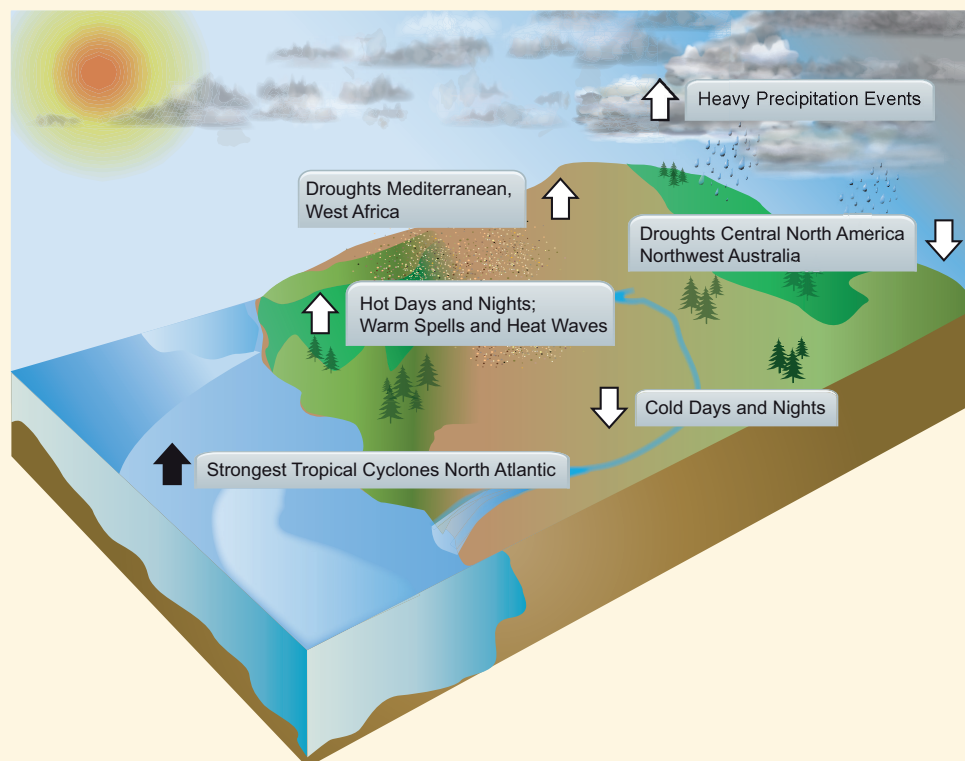 Heavy Precipitation Events
Droughts Mediterranean,
West Africa
Droughts Central North America
Northwest Australia
Hot Days and Nights;
Warm Spells and Heat Waves
Cold Days and Nights
Strongest Tropical Cyclones North Atlantic